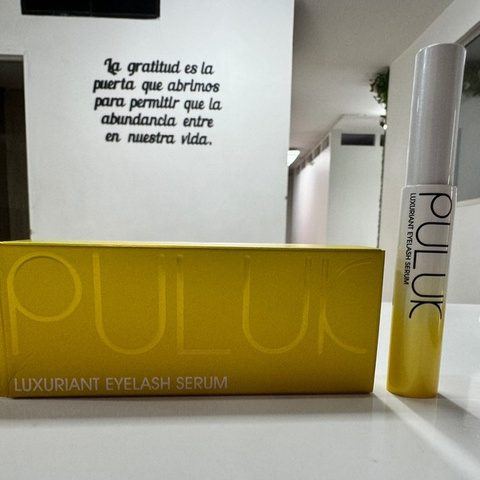 La gratitud es la
puerta que abrimos
para permitir que la
abundancia entre
en nuestra vida.
PULUK
LUXURIANT EYELASH SERUM
PULUK
LUXURIANT EYELASH SERUM